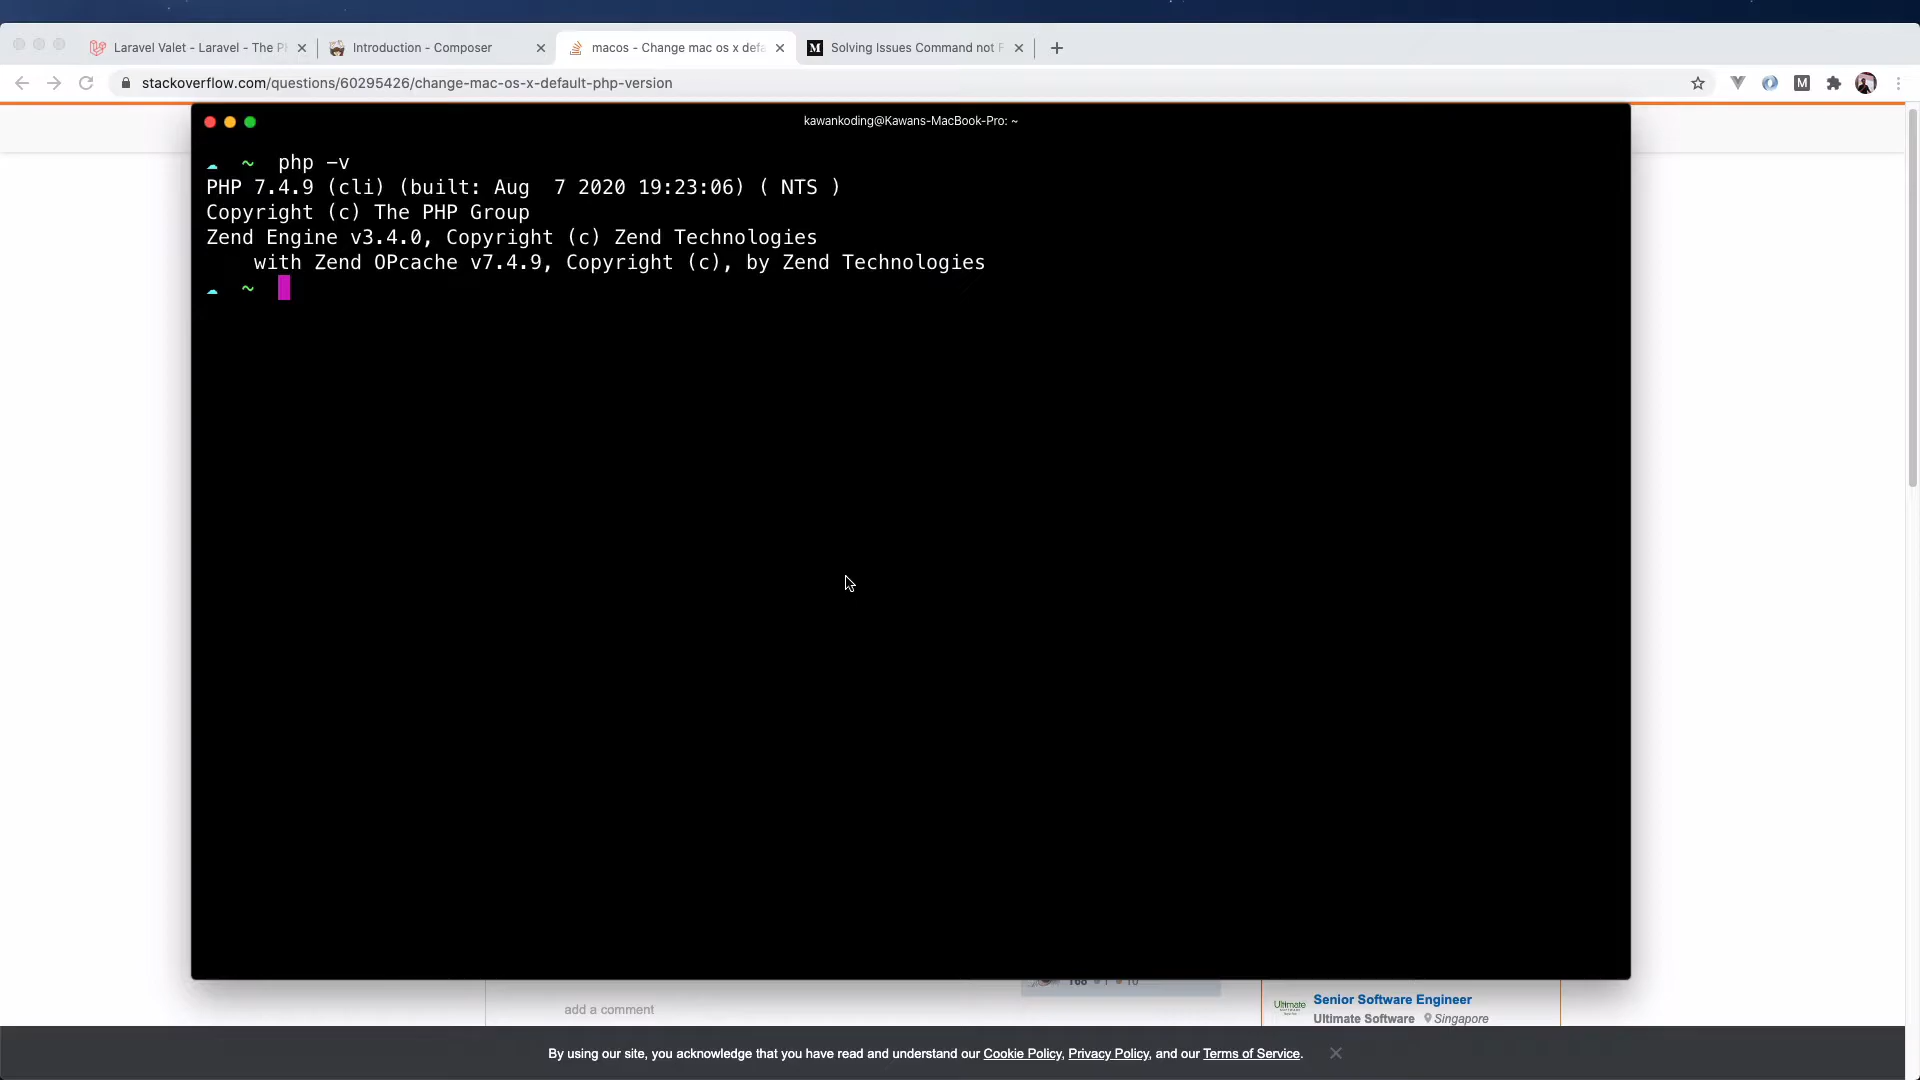 Laravel Valet - Laravel - The P
Introduction - Composer
macos - Change mac os x defa
Solving Issues Command not F
stackoverflow.com/questions/60295426/change-mac-os-x-default-php-version
kawankoding@Kawans-MacBook-Pro: ~
~ php -v
PHP 7.4.9 (cli) (built: Aug  7 2020 19:23:06) ( NTS )
Copyright (c) The PHP Group
Zend Engine v3.4.0, Copyright (c) Zend Technologies
with Zend OPcache v7.4.9, Copyright (c), by Zend Technologies
~
add a comment
Senior Software Engineer
Ultimate Software Singapore
By using our site, you acknowledge that you have read and understand our Cookie Policy, Privacy Policy, and our Terms of Service.